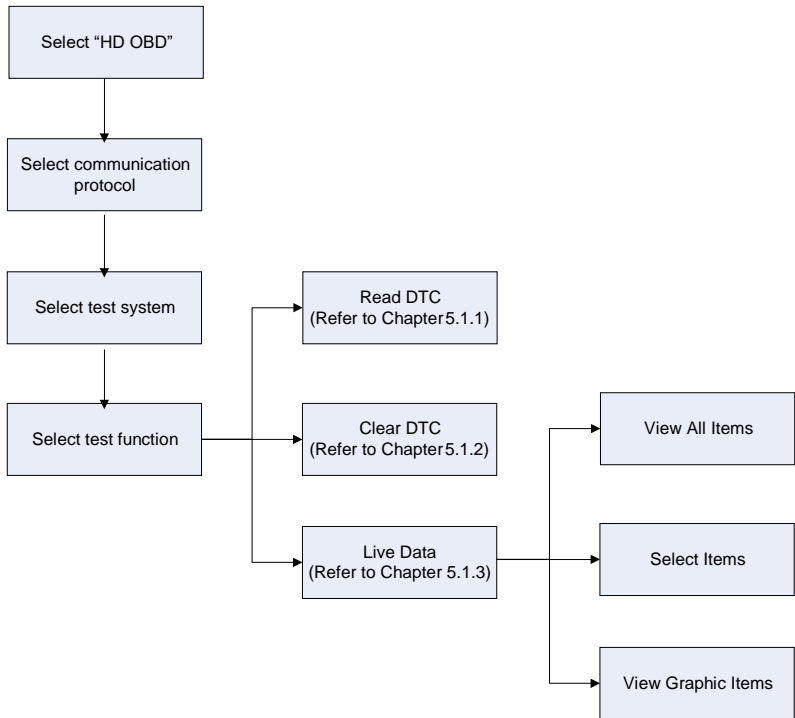 Select “HD OBD”
Select communication
protocol
Select test system
Select test function
Read DTC
(Refer to Chapter 5.1.1)
Clear DTC
(Refer to Chapter 5.1.2)
Live Data
(Refer to Chapter 5.1.3)
View All Items
Select Items
View Graphic Items